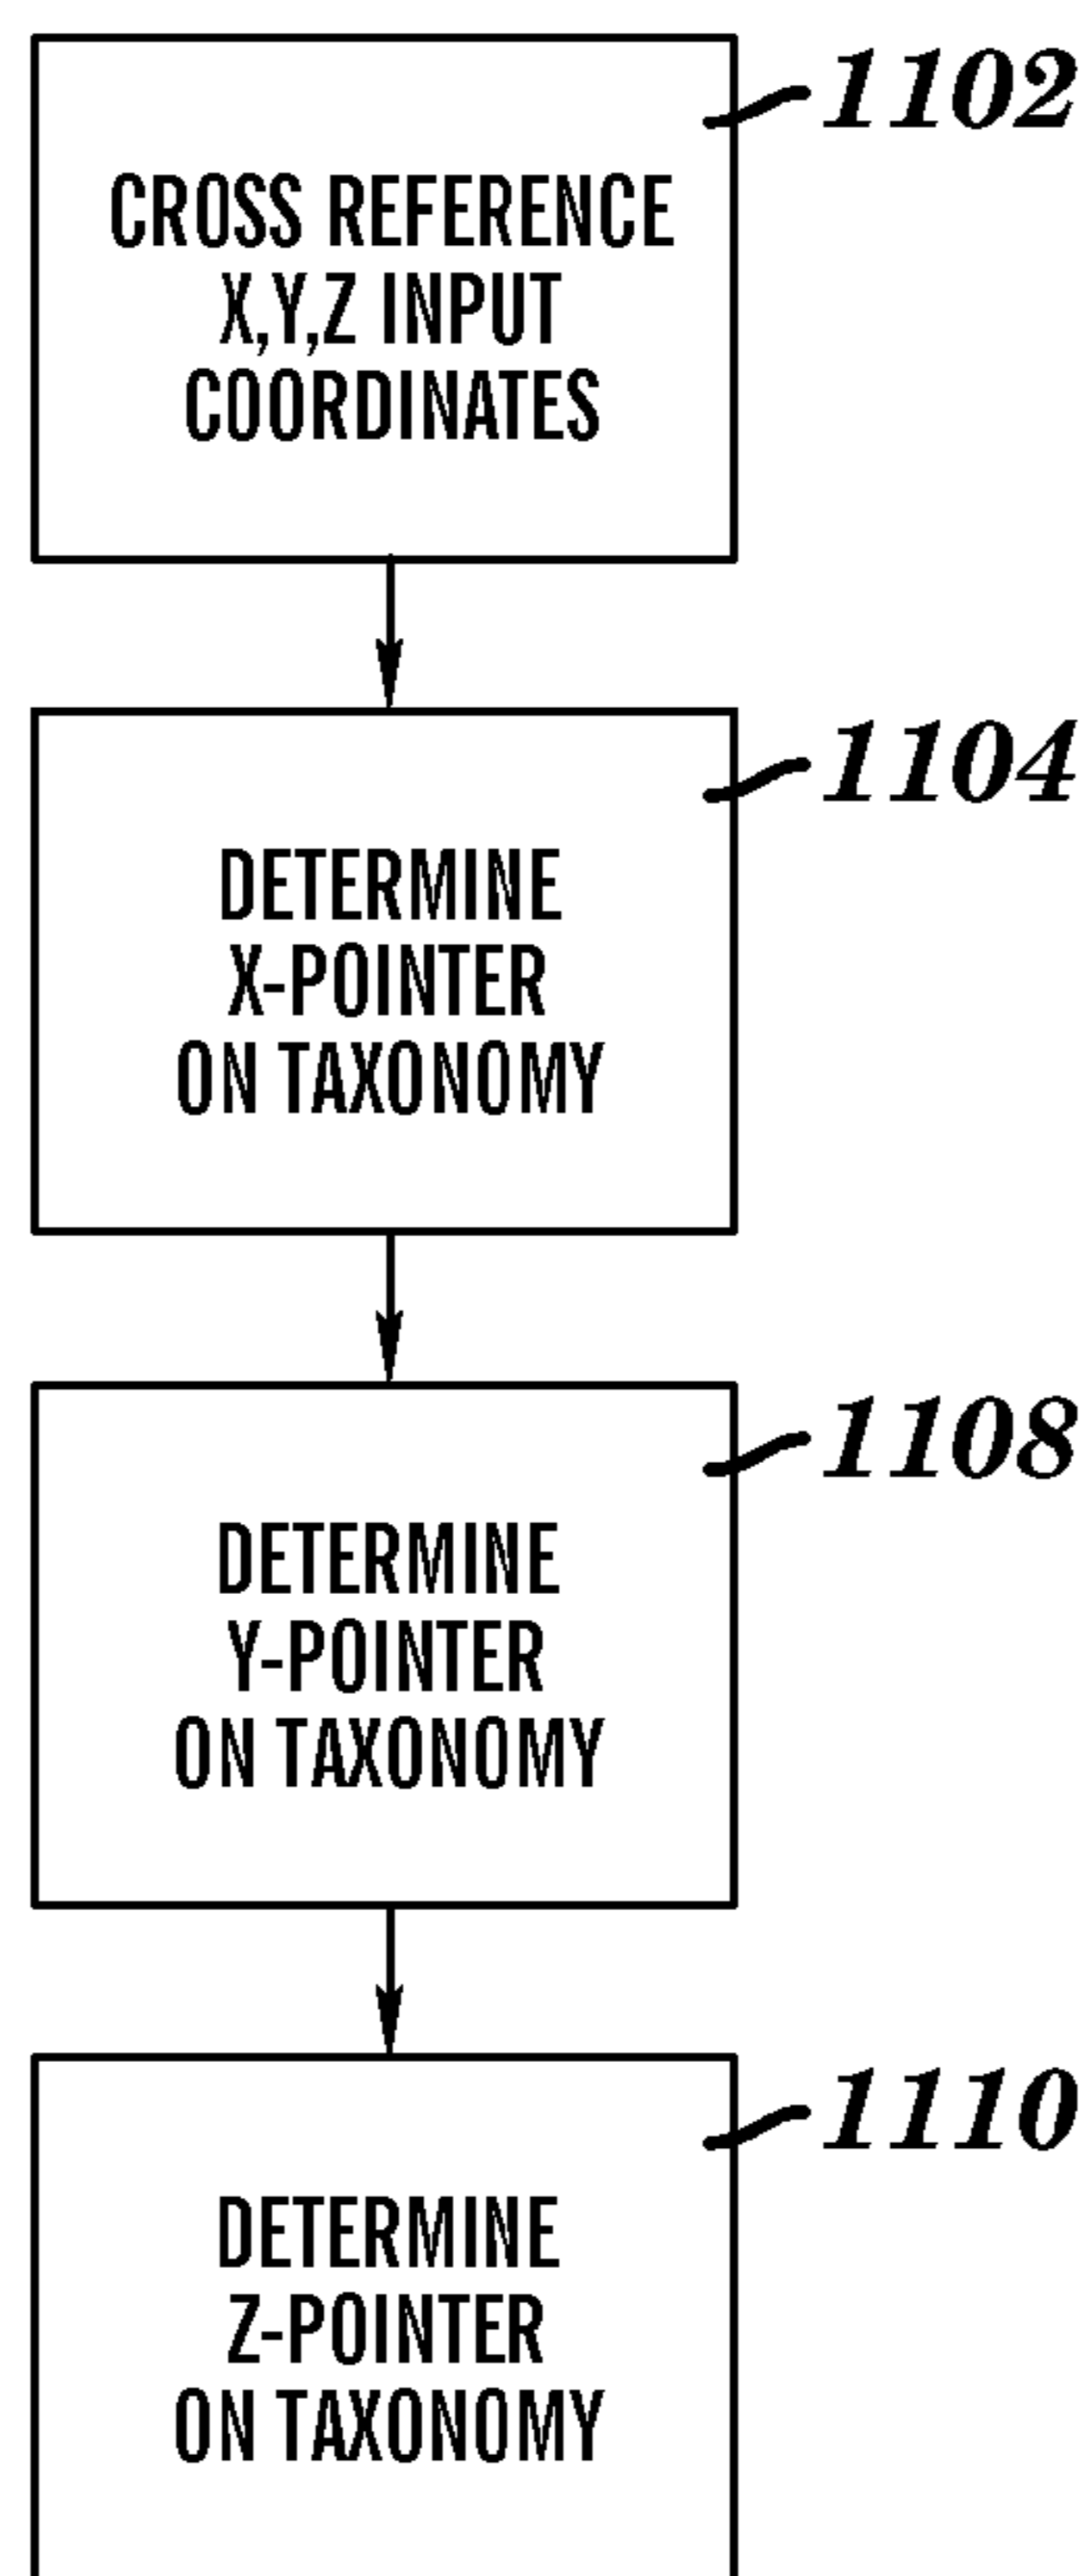 1102
CROSS REFERENCE
X,Y,Z INPUT
COORDINATES
1104
DETERMINE
X-POINTER
ON TAXONOMY
1108
DETERMINE
Y-POINTER
ON TAXONOMY
1110
DETERMINE
Z-POINTER
ON TAXONOMY